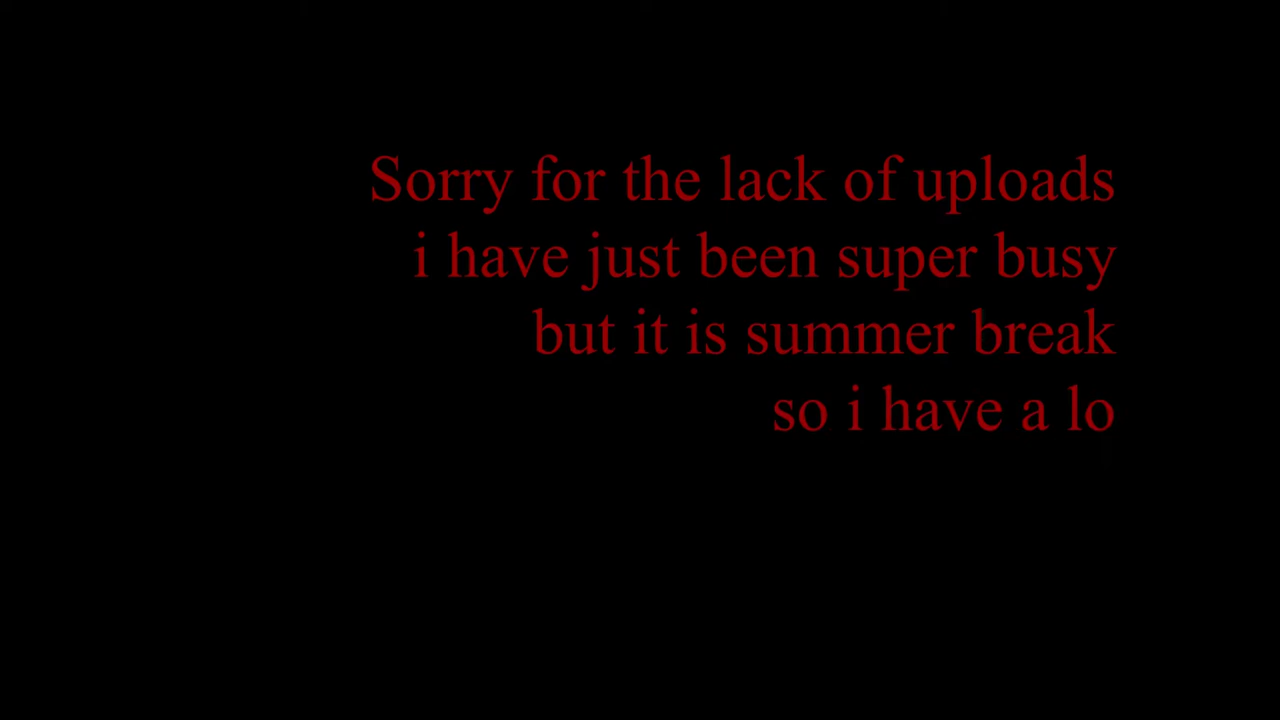 Sorry for the lack of uploads
i have just been super busy
but it is summer break
so i have a lo